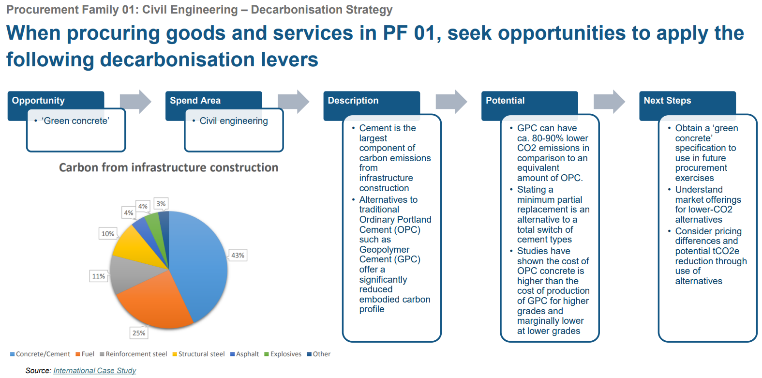 Procurement Family 01: Civil Engineering – Decarbonisation Strategy
When procuring goods and services in PF 01, seek opportunities to apply the
following decarbonisation levers
Opportunity
• ‘Green concrete’
Spend Area
• Civil engineering
Description
• Cement is the
largest
component of
carbon emissions
from
infrastructure
construction
• Alternatives to
traditional
Ordinary Portland
Cement (OPC)
such as
Geopolymer
Cement (GPC)
offer a
significantly
reduced
embodied carbon
profile
Potential
• GPC can have
ca. 80-90% lower
CO2 emissions in
comparison to an
equivalent
amount of OPC.
• Stating a
minimum partial
replacement is an
alternative to a
total switch of
cement types
• Studies have
shown the cost of
OPC concrete is
higher than the
cost of production
of GPC for higher
grades and
marginally lower
at lower grades
Next Steps
• Obtain a ‘green
concrete’
specification to
use in future
procurement
exercises
• Understand
market offerings
for lower-CO2
alternatives
• Consider pricing
differences and
potential tCO2e
reduction through
use of
alternatives
Carbon from infrastructure construction
43%
25%
11%
10%
4%
4%
3%
Concrete/Cement Fuel Reinforcement steel Structural steel Asphalt Explosives Other
Source: International Case Study